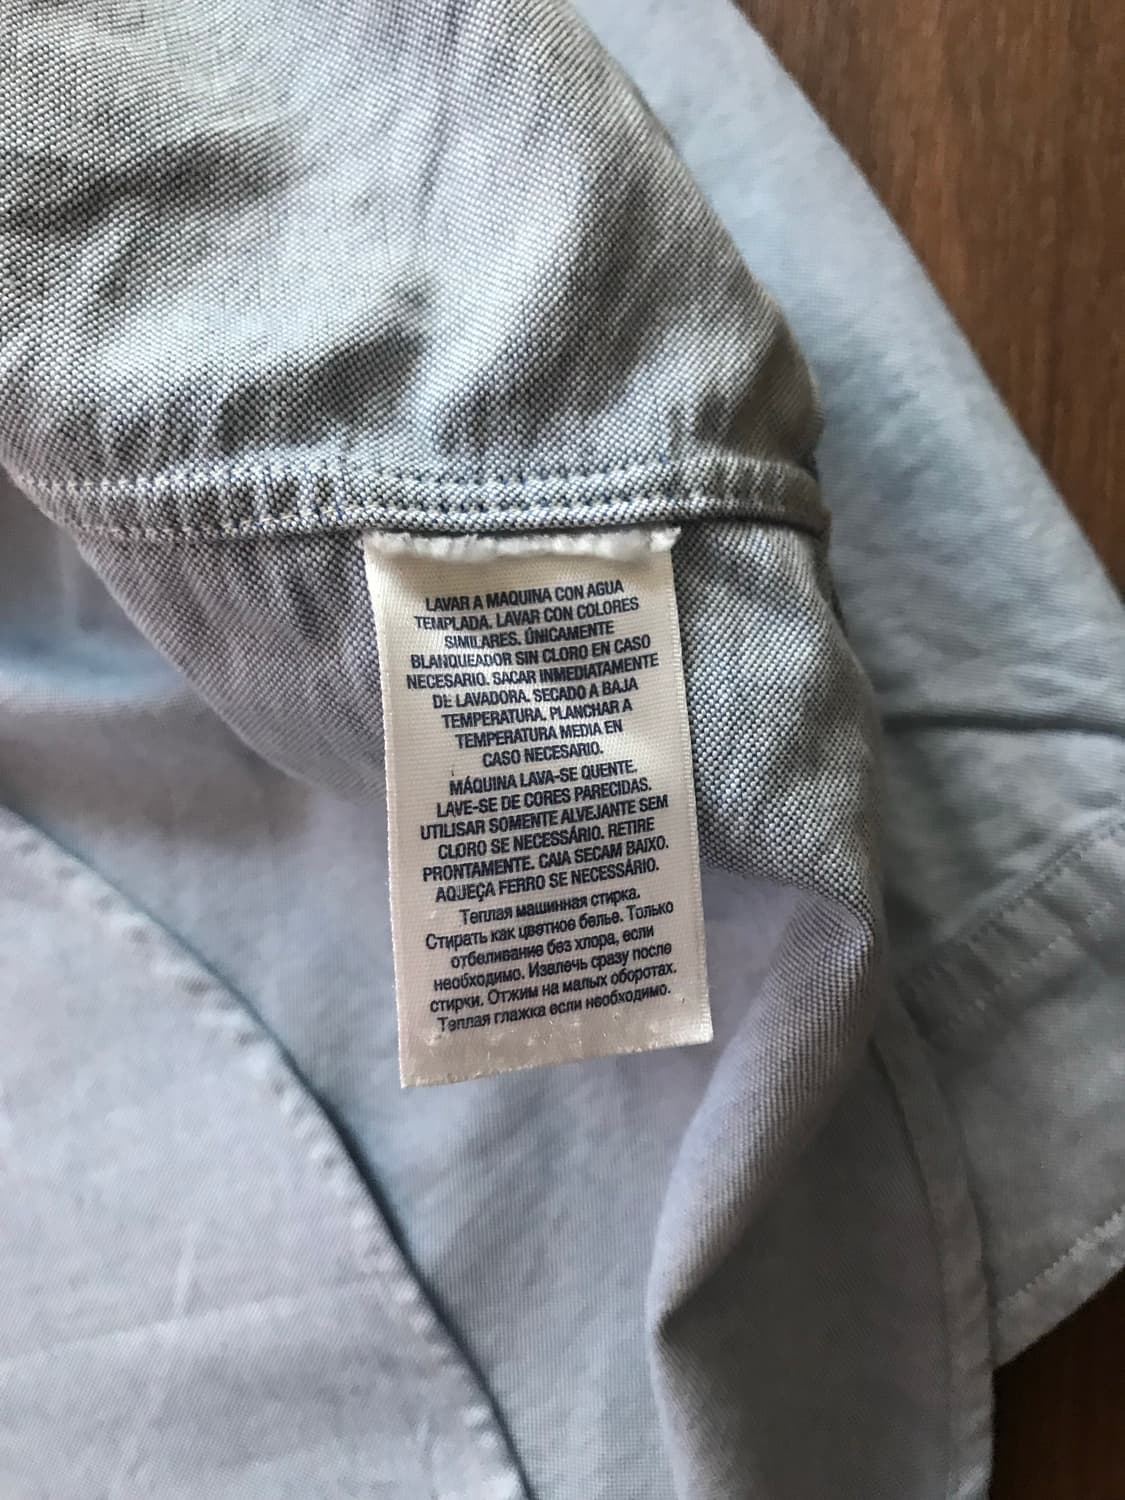 LAVAR A MAQUINA CON AGUA
TEMPLADA. LAVAR CON COLORES
SIMILARES. ÚNICAMENTE
BLANQUEADOR SIN CLORO EN CASO
NECESARIO. SACAR INMEDIATAMENTE
DE LAVADORA. SECADO A BAJA
TEMPERATURA. PLANCHAR A
TEMPERATURA MEDIA EN
CASO NECESARIO.
MÁQUINA LAVA-SE QUENTE.
LAVE-SE DE CORES PARECIDAS.
UTILISAR SOMENTE ALVEJANTE SEM
CLORO SE NECESSÁRIO. RETIRE
PRONTAMENTE. CAIA SECAM BAIXO.
AQUEÇA FERRO SE NECESSÁRIO.
Теплая машинная стирка.
Стирать как цветное белье. Только
отбеливание без хлора, если
необходимо. Извлечь сразу после
стирки. Отжим на малых оборотах.
Теплая глажка если необходимо.